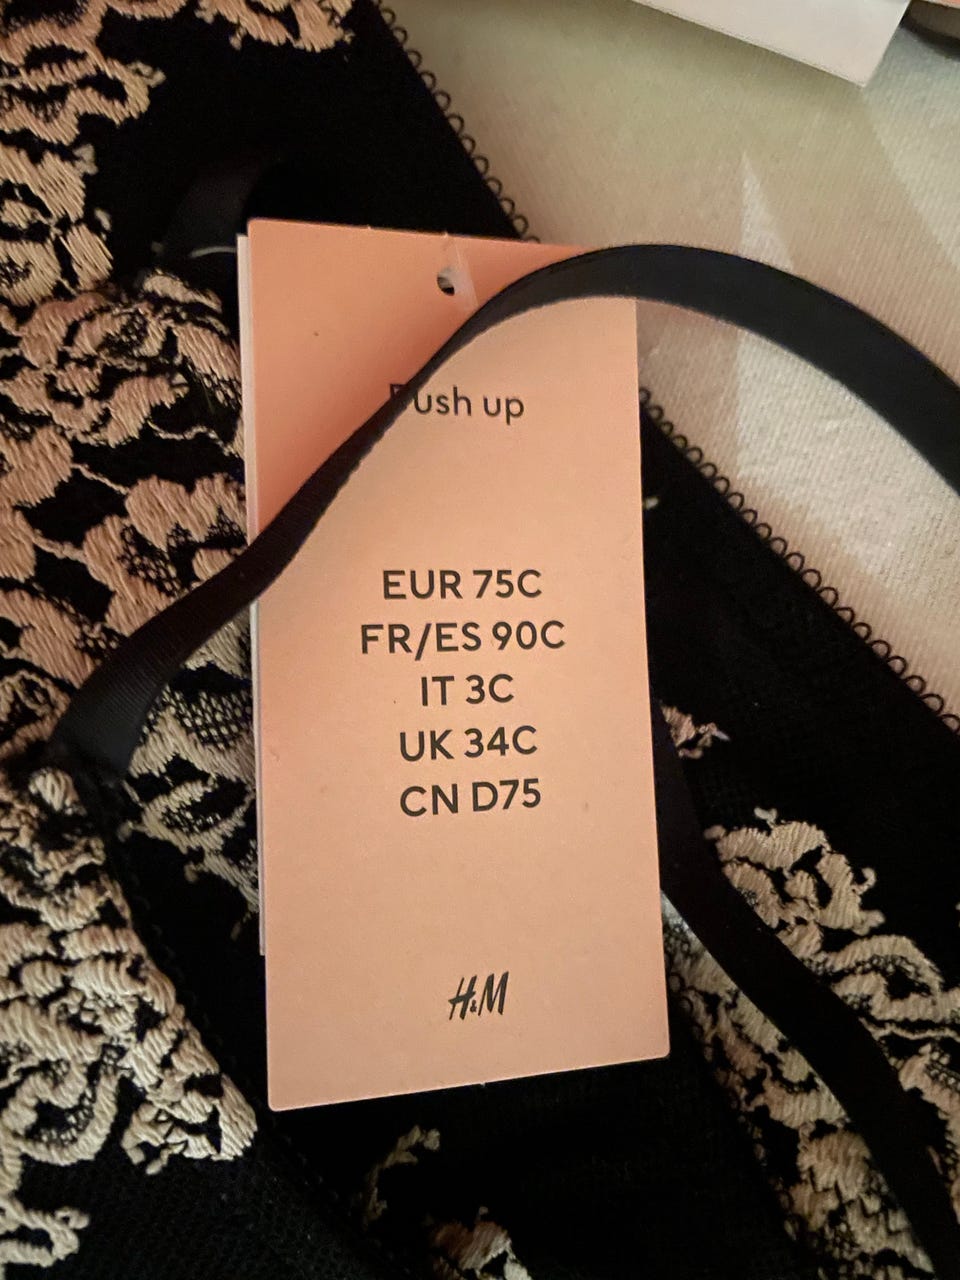 Push up
EUR 75C
FR/ES 90C
IT 3C
UK 34C
CN D75
H&M